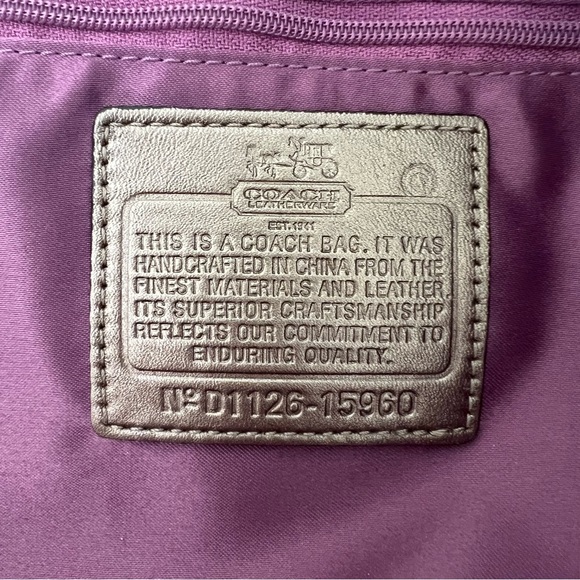 COACH
LEATHERWARE
EST. 1941
THIS IS A COACH BAG. IT WAS
HANDCRAFTED IN CHINA FROM THE
FINEST MATERIALS AND LEATHER.
ITS SUPERIOR CRAFTSMANSHIP
REFLECTS OUR COMMITMENT TO
ENDURING QUALITY.
Nº D1126-15960